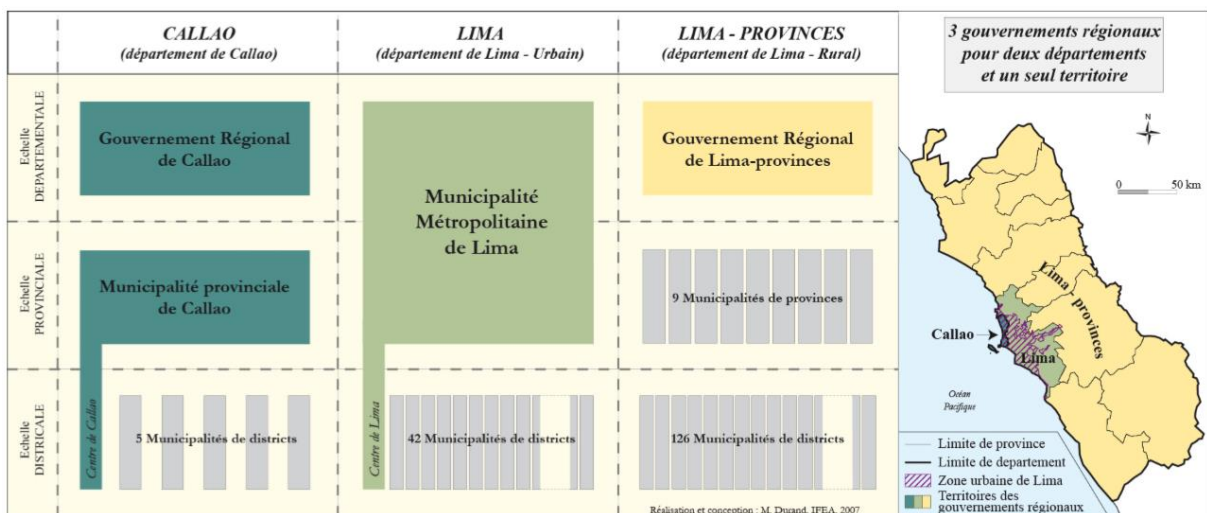 CALLAO
(département de Callao)
LIMA
(département de Lima - Urbain)
LIMA - PROVINCES
(département de Lima - Rural)
Echelle
DEPARTEMENTALE
Gouvernement Régional
de Callao
Municipalité
Métropolitaine
de Lima
Gouvernement Régional
de Lima-provinces
Echelle
PROVINCIALE
Municipalité provinciale
de Callao
9 Municipalités de provinces
Echelle
DISTRICALE
Centre de Callao
5 Municipalités de districts
Centre de Lima
42 Municipalités de districts
126 Municipalités de districts
Réalisation et conception : M. Durand, IFEA, 2007
3 gouvernements régionaux
pour deux départements
et un seul territoire
N
0 50 km
Lima - provinces
Callao
Lima
Océan
Pacifique
Limite de province
Limite de departement
Zone urbaine de Lima
Territoires des
gouvernements régionaux